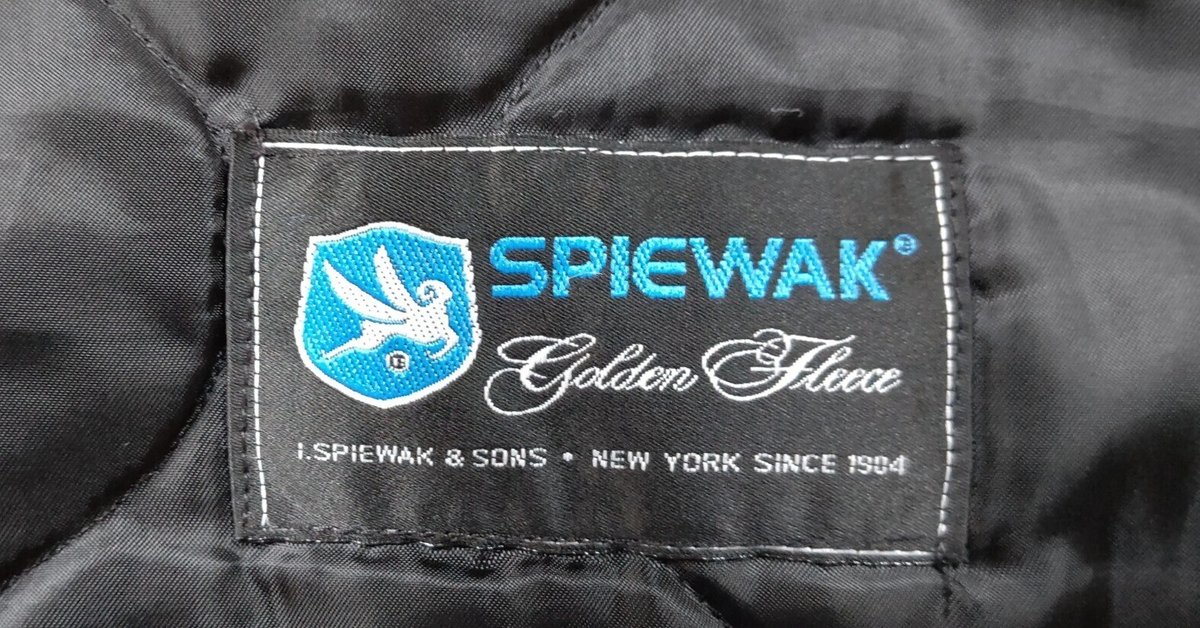 SPIEWAK®
Golden Fleece
I.SPIEWAK & SONS • NEW YORK SINCE 1904